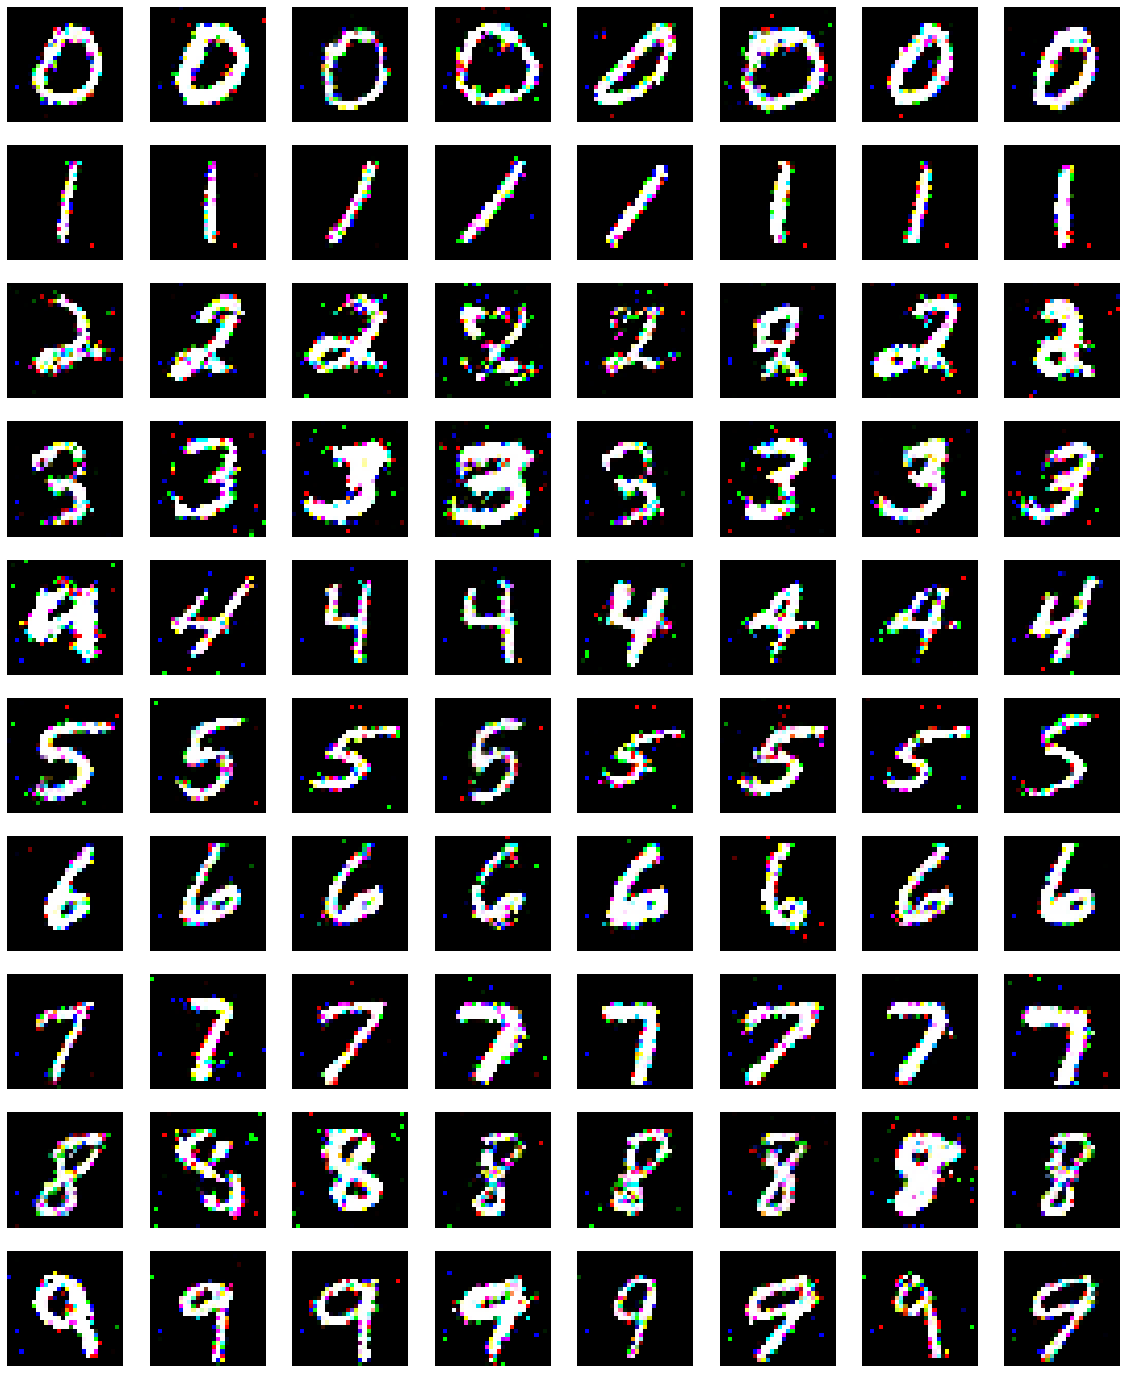 0 0 0 0 0 0 0 0
1 1 1 1 1 1 1 1
2 2 2 2 2 2 2 2
3 3 3 3 3 3 3 3
4 4 4 4 4 4 4 4
5 5 5 5 5 5 5 5
6 6 6 6 6 6 6 6
7 7 7 7 7 7 7 7
8 8 8 8 8 8 8 8
9 9 9 9 9 9 9 9